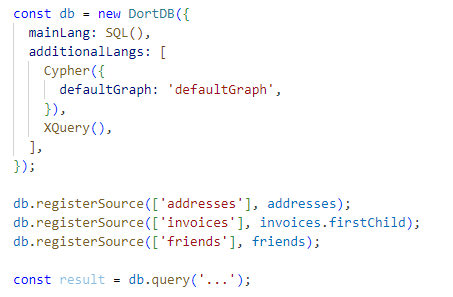 const db = new DortDB({
  mainLang: SQL(),
  additionalLangs: [
    Cypher({
      defaultGraph: 'defaultGraph',
    }),
    XQuery(),
  ],
});

db.registerSource(['addresses'], addresses);
db.registerSource(['invoices'], invoices.firstChild);
db.registerSource(['friends'], friends);

const result = db.query('...');